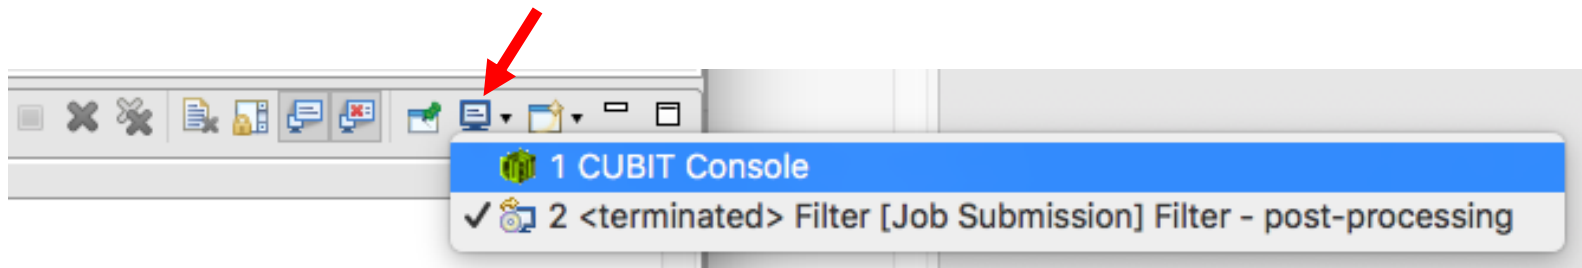 1 CUBIT Console
2 <terminated> Filter [Job Submission] Filter - post-processing